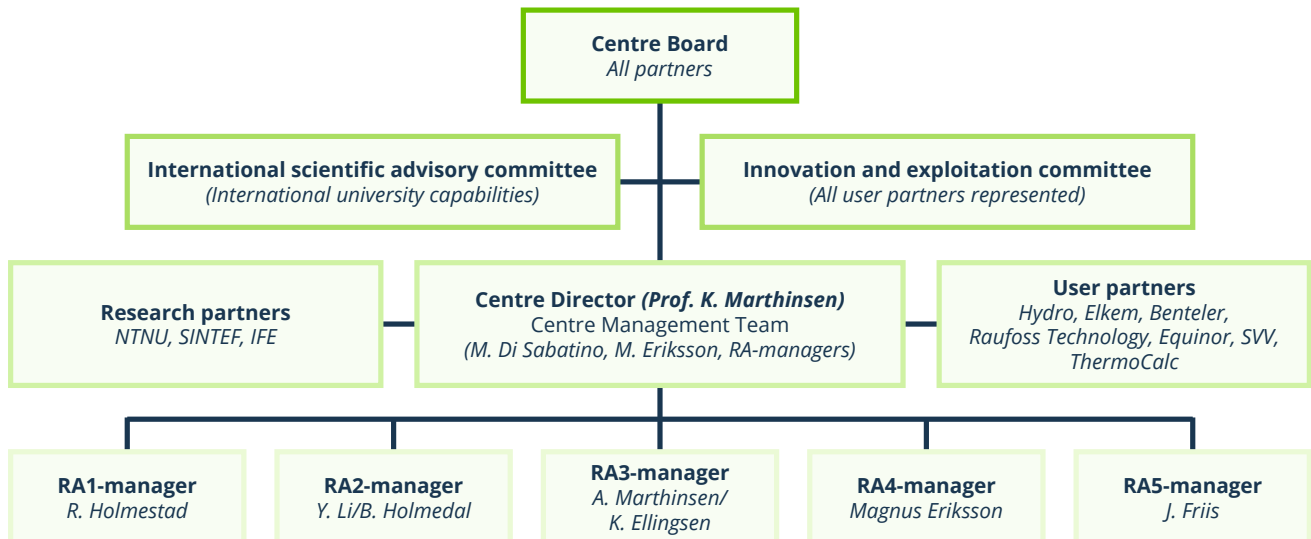 Centre Board
All partners
International scientific advisory committee
(International university capabilities)
Innovation and exploitation committee
(All user partners represented)
Research partners
NTNU, SINTEF, IFE
Centre Director (Prof. K. Marthinsen)
Centre Management Team
(M. Di Sabatino, M. Eriksson, RA-managers)
User partners
Hydro, Elkem, Benteler,
Raufoss Technology, Equinor, SVV,
ThermoCalc
RA1-manager
R. Holmestad
RA2-manager
Y. Li/B. Holmedal
RA3-manager
A. Marthinsen/
K. Ellingsen
RA4-manager
Magnus Eriksson
RA5-manager
J. Friis